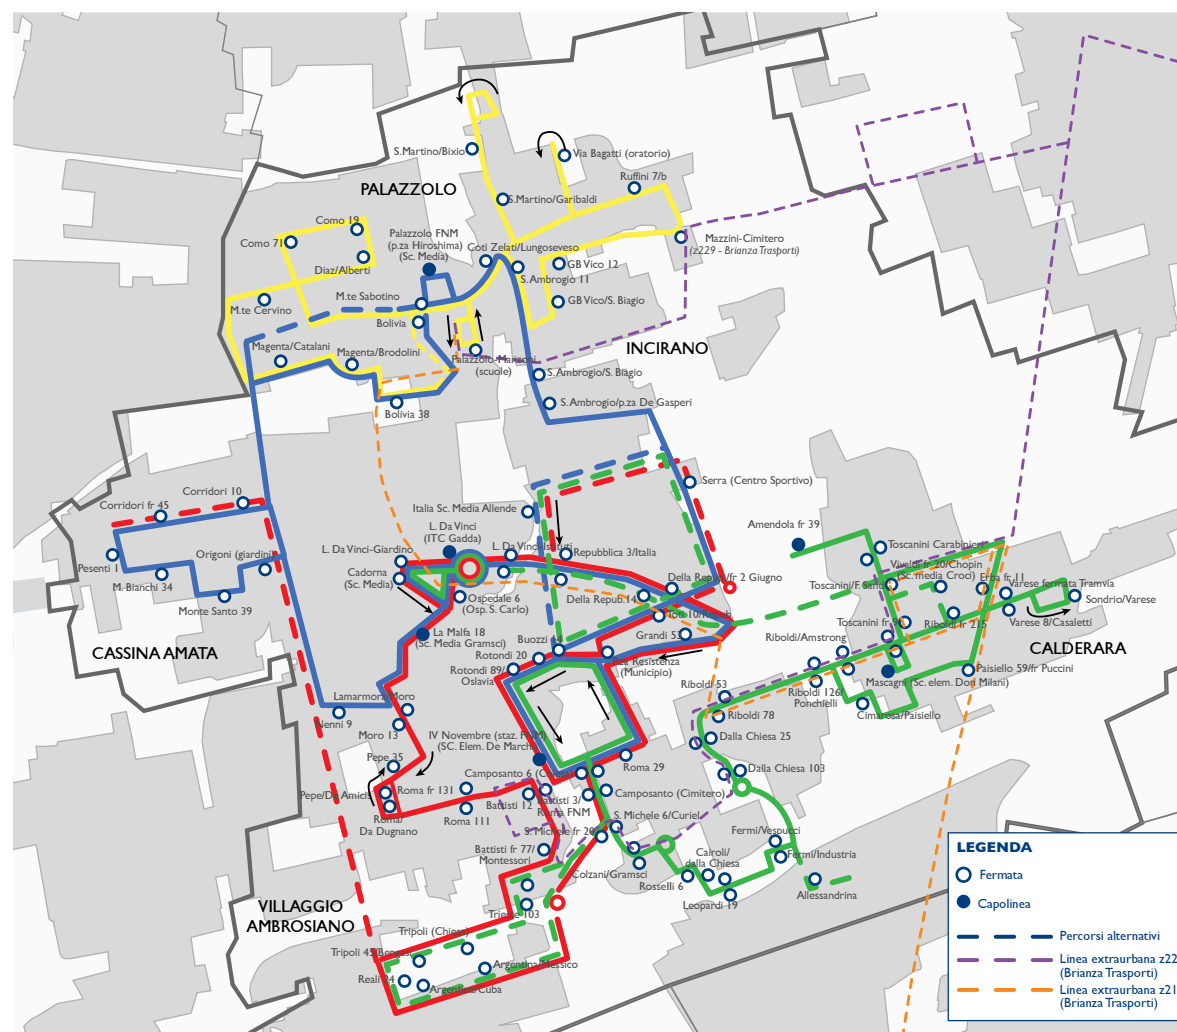 S.Martino/Bixio
Via Bagatti (oratorio)
PALAZZOLO
Ruffini 7/b
S.Martino/Garibaldi
Como 19
Como 71
Palazzolo FNM
(p.za Hiroshima)
(Sc. Media)
Coti Zelati/Lungoseveso
Mazzini-Cimitero
(z229 - Brianza Trasporti)
Diaz/Alberti
GB Vico 12
S. Ambrogio 11
M.te Sabotino
M.te Cervino
GB Vico/S. Biagio
Bolivia
Magenta/Catalani
Magenta/Brodolini
Palazzolo-Manzoni
(scuole)
INCIRANO
S. Ambrogio/S. Biagio
Bolivia 38
S. Ambrogio/p.za De Gasperi
Corridori 10
Corridori fr 45
Serra (Centro Sportivo)
Italia Sc. Media Allende
L. Da Vinci
(ITC Gadda)
Amendola fr 39
L. Da Vinci-Giardino
L. Da Vinci-Istituti
Repubblica 3/Italia
Toscanini Carabinieri
Origoni (giardini)
Pesenti 1
M. Bianchi 34
Cadorna
(Sc. Media)
Della Repub./fr 2 Giugno
Vivaldi fr 20/Chopin
(Sc. media Croci)
Toscanini/F. Santi
Erba fr 11
Varese fermata Tramvia
Sondrio/Varese
Monte Santo 39
Ospedale 6
(Osp. S. Carlo)
Della Repub.14
Toti 10/Repub.
Varese 8/Casaletti
Riboldi fr 215
Toscanini fr 91
La Malfa 18
(Sc. Media Gramsci)
Grandi 53
Buozzi 14
Riboldi/Amstrong
CASSINA AMATA
CALDERARA
Rotondi 20
Rotondi 89/
Oslavia
P.za Resistenza
(Municipio)
Paisiello 59/fr Puccini
Mascagni (Sc. elem. Don Milani)
Riboldi 53
Riboldi 126/
Ponchielli
Lamarmora/Moro
Nenni 9
Moro 13
Riboldi 78
Cimarosa/Paisiello
IV Novembre (staz. FNM)
(SC. Elem. De Marchi)
Dalla Chiesa 25
Pepe 35
Roma 29
Dalla Chiesa 103
Camposanto 6 (Chiesa)
Pepe/De Amicis
Roma fr 131
Roma/
Da Dugnano
Roma 111
Battisti 12
Battisti 3/
Roma FNM
Camposanto (Cimitero)
S. Michele 6/Curiel
S. Michele fr 20
Fermi/Vespucci
Battisti fr 77/
Montessori
Colzani/Gramsci
Cairoli/
dalla Chiesa
Fermi/Industria
Rosselli 6
Leopardi 19
Allessandrina
VILLAGGIO
AMBROSIANO
Trieste 103
Tripoli (Chiesa)
Argentina/Messico
Reali 24
Argentina/Cuba
LEGENDA
Fermata
Capolinea
Percorsi alternativi
Linea extraurbana z22
(Brianza Trasporti)
Linea extraurbana z21
(Brianza Trasporti)